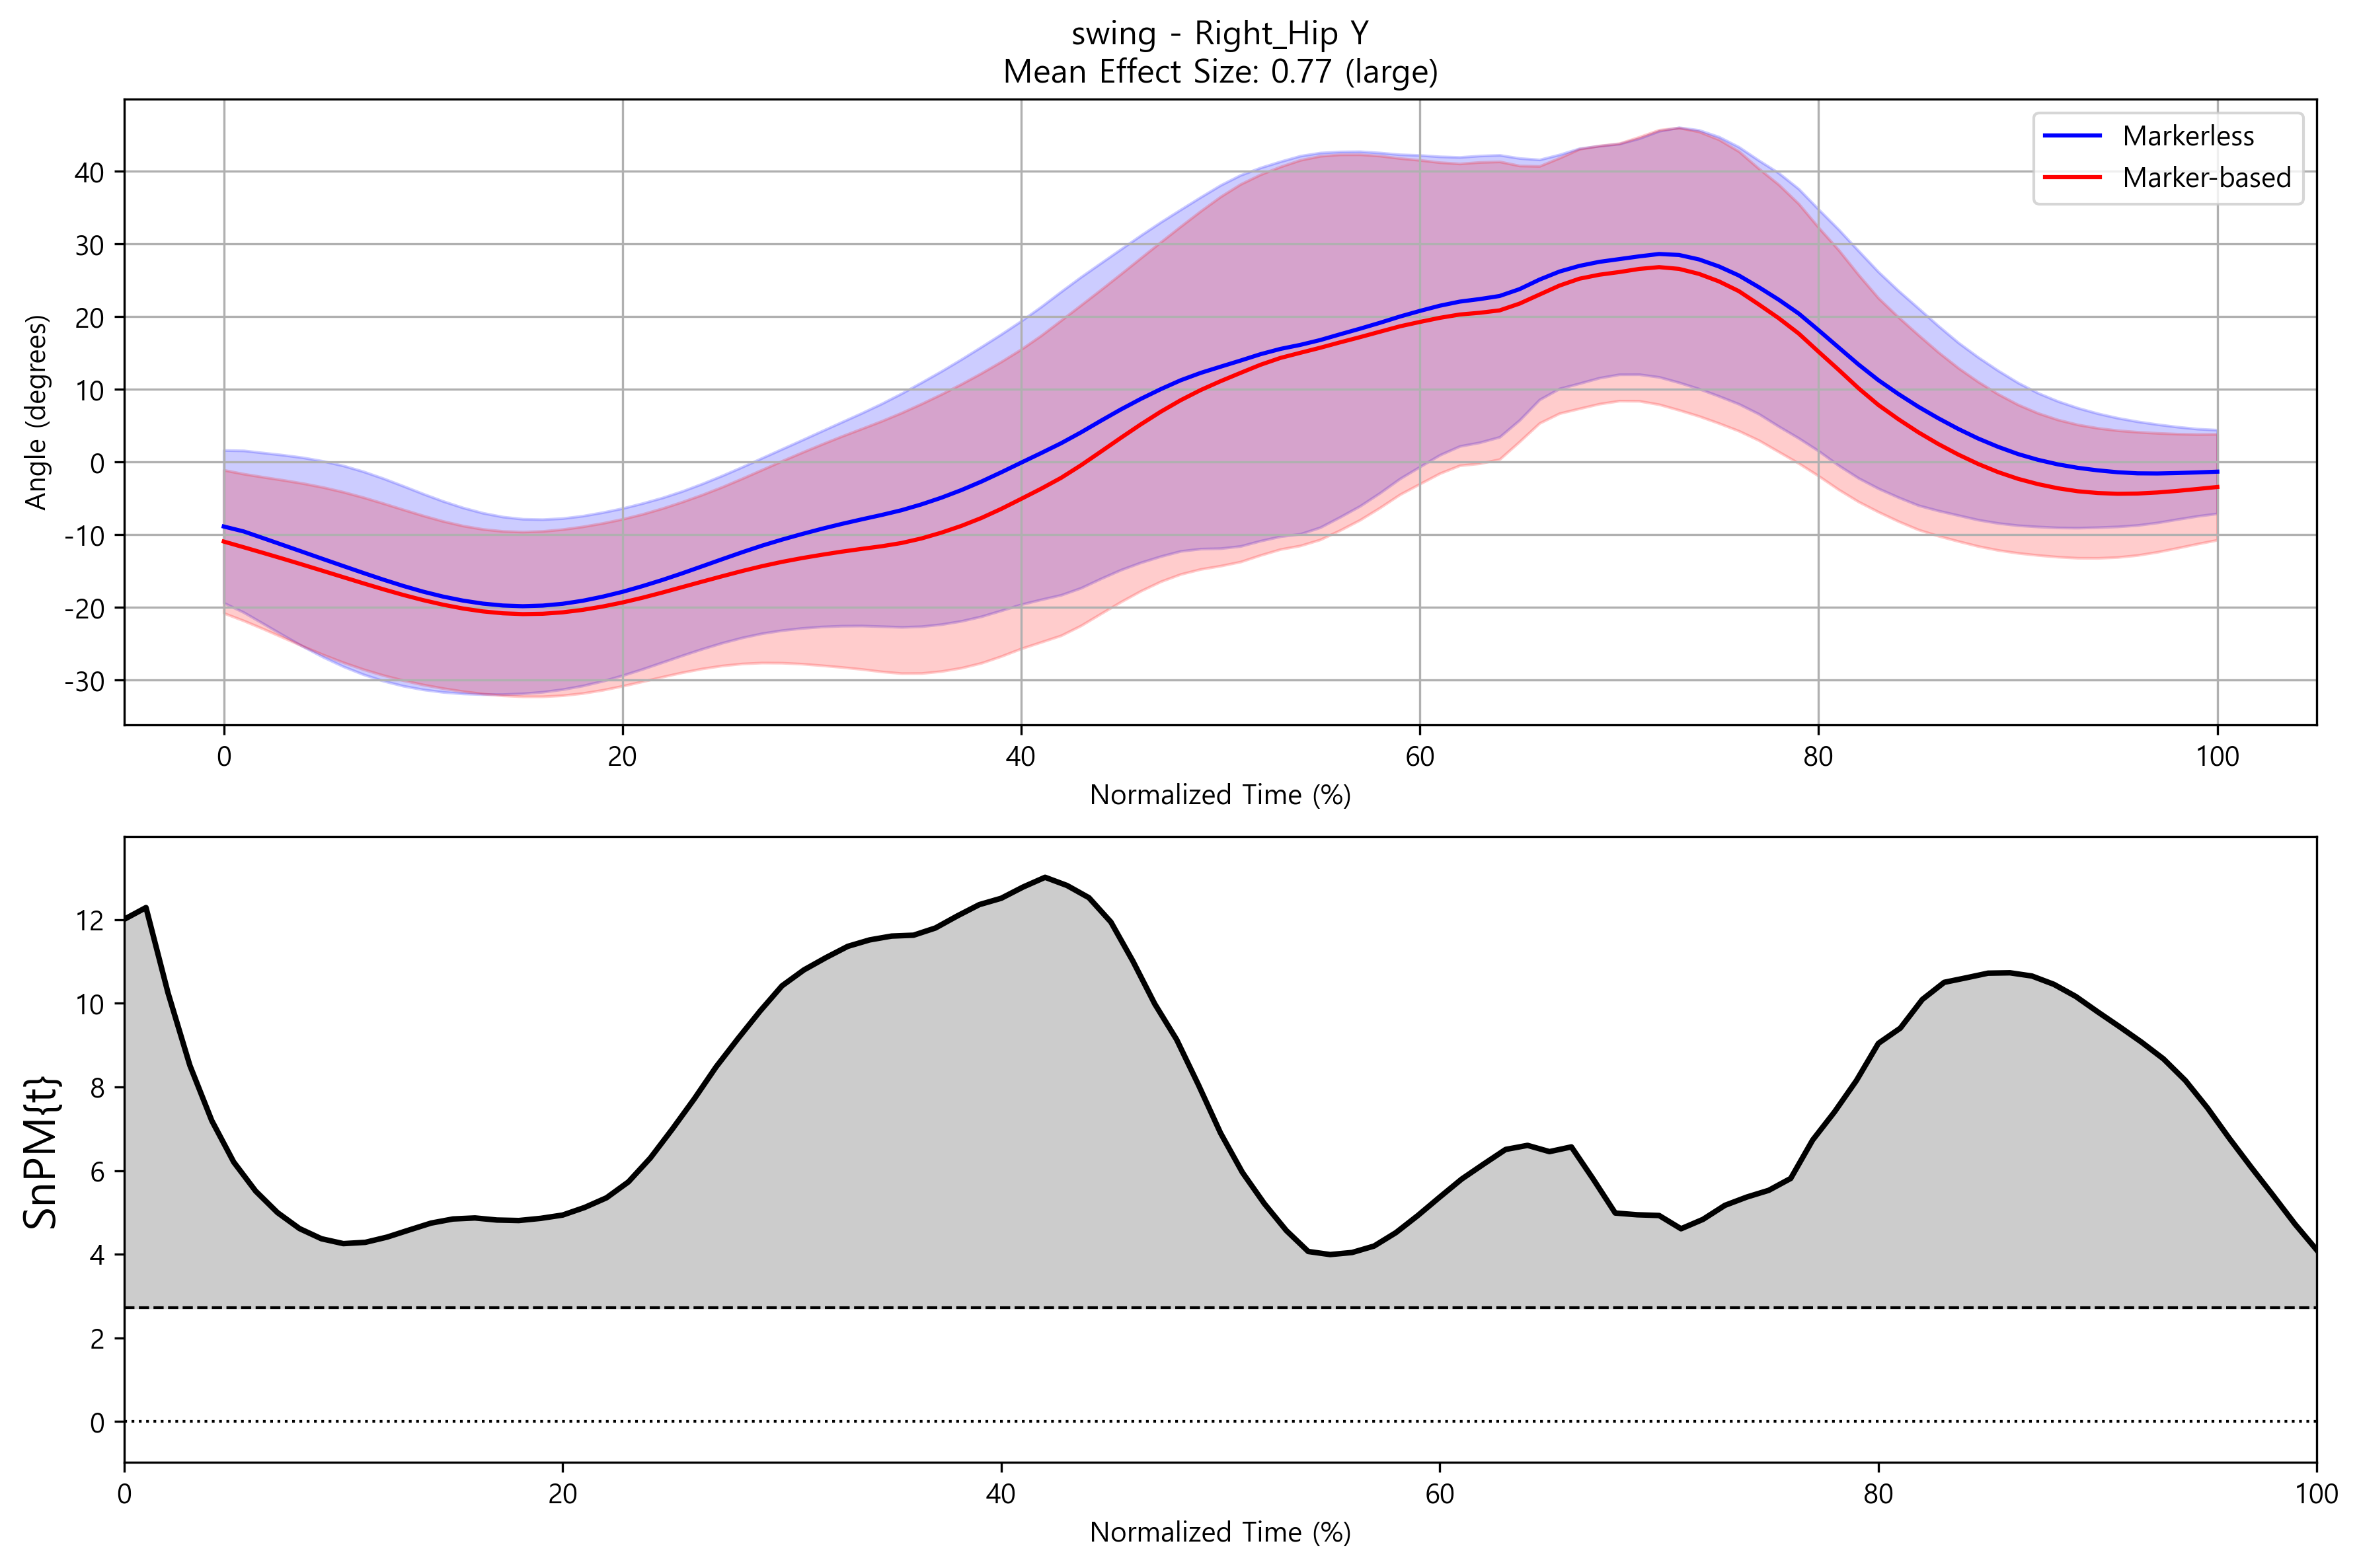 swing - Right_Hip Y
Mean Effect Size: 0.77 (large)
Markerless
Marker-based
Angle (degrees)
40
30
20
10
0
-10
-20
-30
0 20 40 60 80 100
Normalized Time (%)
SnPM{t}
12
10
8
6
4
2
0
0 20 40 60 80 100
Normalized Time (%)